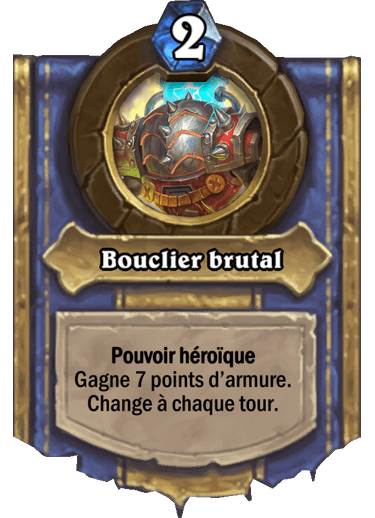 2
Bouclier brutal
Pouvoir héroïque
Gagne 7 points d'armure.
Change à chaque tour.